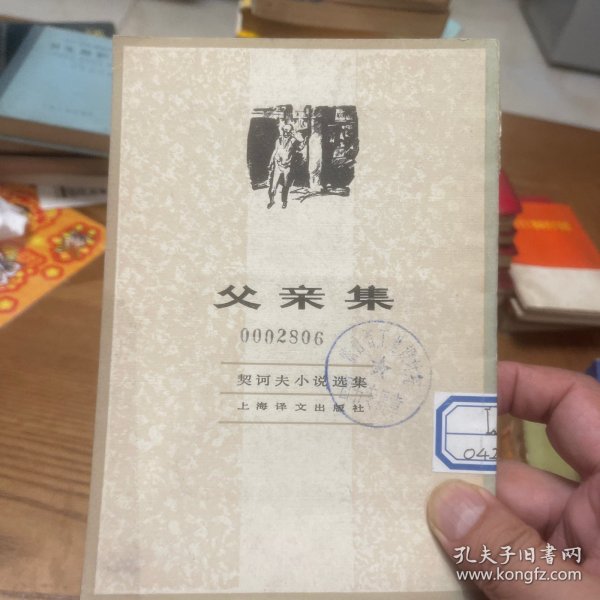 父亲集
0002806
契诃夫小说选集
上海译文出版社
042
孔夫子旧书网
www.kongfz.com